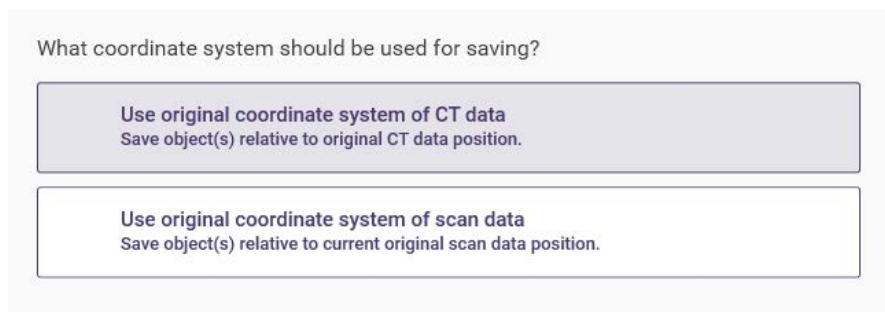 What coordinate system should be used for saving?
Use original coordinate system of CT data
Save object(s) relative to original CT data position.
Use original coordinate system of scan data
Save object(s) relative to current original scan data position.